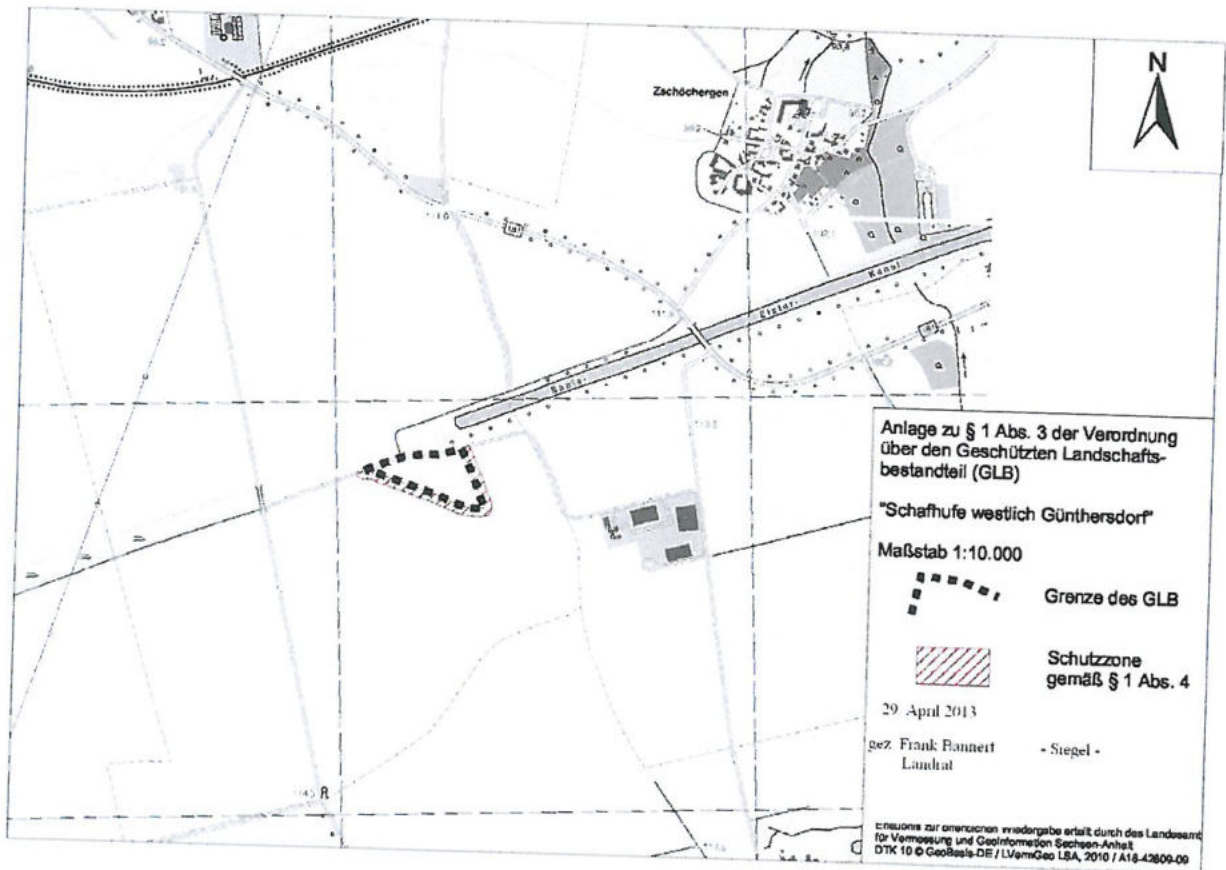 N
Zschöchergen
Elster-
Kanal
Saale-
Anlage zu § 1 Abs. 3 der Verordnung
über den Geschützten Landschafts-
bestandteil (GLB)
"Schafhufe westlich Günthersdorf"
Maßstab 1:10.000
Grenze des GLB
Schutzzone
gemäß § 1 Abs. 4
29. April 2013
gez. Frank Bannert
- Siegel -
Landrat
Erlaubnis zur öffentlichen Wiedergabe erteilt durch das Landesamt
für Vermessung und Geoinformation Sachsen-Anhalt
DTK 10 © GeoBasis-DE / LVermGeo LSA, 2010 / A18-42609-09